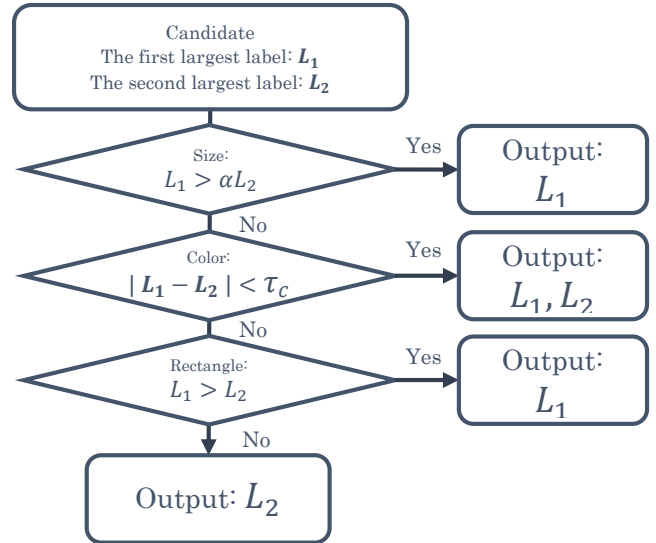 Candidate
The first largest label: L₁
The second largest label: L₂
Size:
L₁ > αL₂
Yes
Output:
L₁
No
Color:
| L₁ − L₂ | < τ_c
Yes
Output:
L₁, L₂
No
Rectangle:
L₁ > L₂
Yes
Output:
L₁
No
Output: L₂